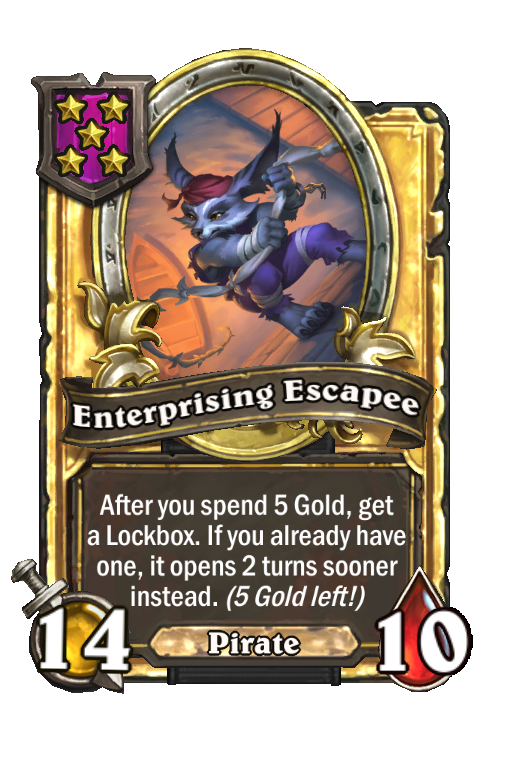 Enterprising Escapee
After you spend 5 Gold, get
a Lockbox. If you already have
one, it opens 2 turns sooner
instead. (5 Gold left!)
14
Pirate
10